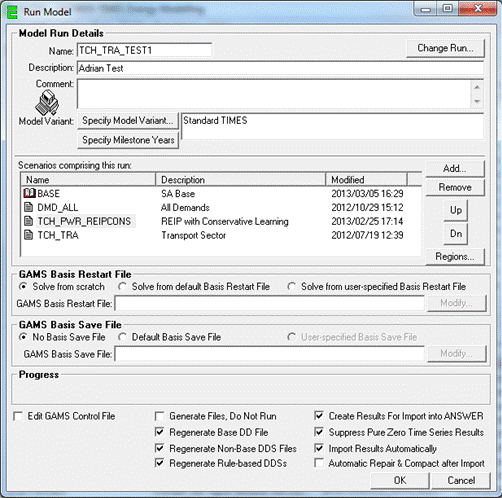 Run Model
Model Run Details
Name: TCH_TRA_TEST1 Change Run...
Description: Adrian Test
Comment:
Model Variant: Specify Model Variant... Standard TIMES
Specify Milestone Years
Scenarios comprising this run:
Name Description Modified
BASE SA Base 2013/03/05 16:29
DMD_ALL All Demands 2012/10/29 15:12
TCH_PWR_REIPCONS REIP with Conservative Learning 2013/02/25 17:14
TCH_TRA Transport Sector 2012/07/19 12:39
Add...
Remove
Up
Dn
Regions...
GAMS Basis Restart File
Solve from scratch Solve from default Basis Restart File Solve from user-specified Basis Restart File
GAMS Basis Restart File: Modify...
GAMS Basis Save File
No Basis Save File Default Basis Save File User-specified Basis Save File
GAMS Basis Save File: Modify...
Progress
Edit GAMS Control File Generate Files, Do Not Run Create Results For Import into ANSWER
Regenerate Base DD File Suppress Pure Zero Time Series Results
Regenerate Non-Base DDS Files Import Results Automatically
Regenerate Rule-based DDSs Automatic Repair & Compact after Import
OK Cancel